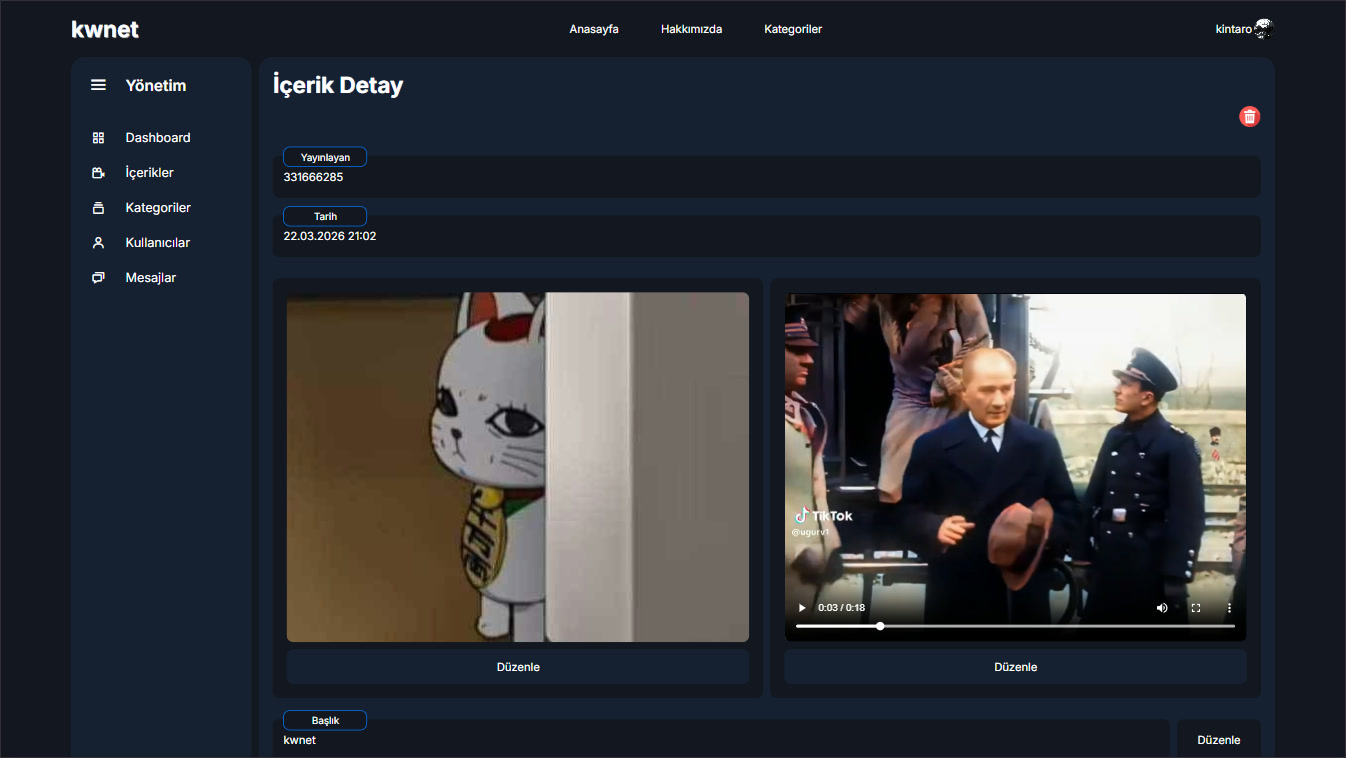 kwnet
Anasayfa
Hakkımızda
Kategoriler
kintaro
Yönetim
Dashboard
İçerikler
Kategoriler
Kullanıcılar
Mesajlar
İçerik Detay
Yayınlayan
331666285
Tarih
22.03.2026 21:02
TikTok
@ugurv1
0:03 / 0:18
Düzenle
Düzenle
Başlık
kwnet
Düzenle